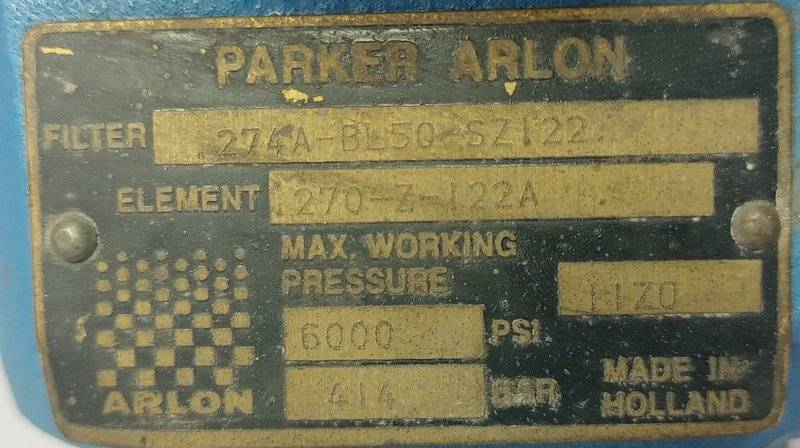 PARKER ARLON
FILTER 274A-BL50-SZ122
ELEMENT 270-Z-122A
MAX. WORKING
PRESSURE
11Z0
6000 PSI
414 BAR
MADE IN
HOLLAND
ARLON